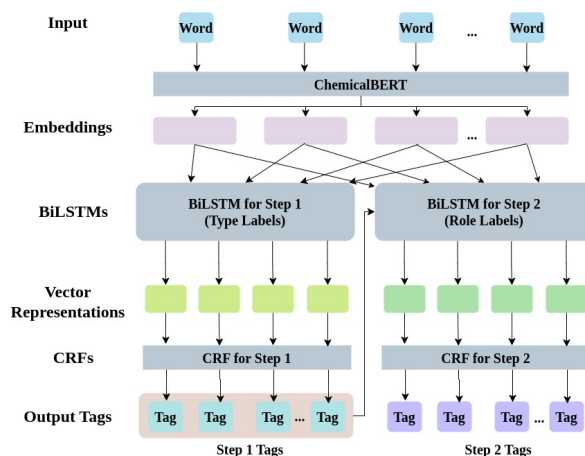 Input
Word Word Word ... Word
ChemicalBERT
Embeddings
...
BiLSTMs
BiLSTM for Step 1
(Type Labels)
BiLSTM for Step 2
(Role Labels)
Vector
Representations
CRFs
CRF for Step 1
CRF for Step 2
Output Tags
Tag Tag Tag ... Tag
Tag Tag Tag ... Tag
Step 1 Tags
Step 2 Tags